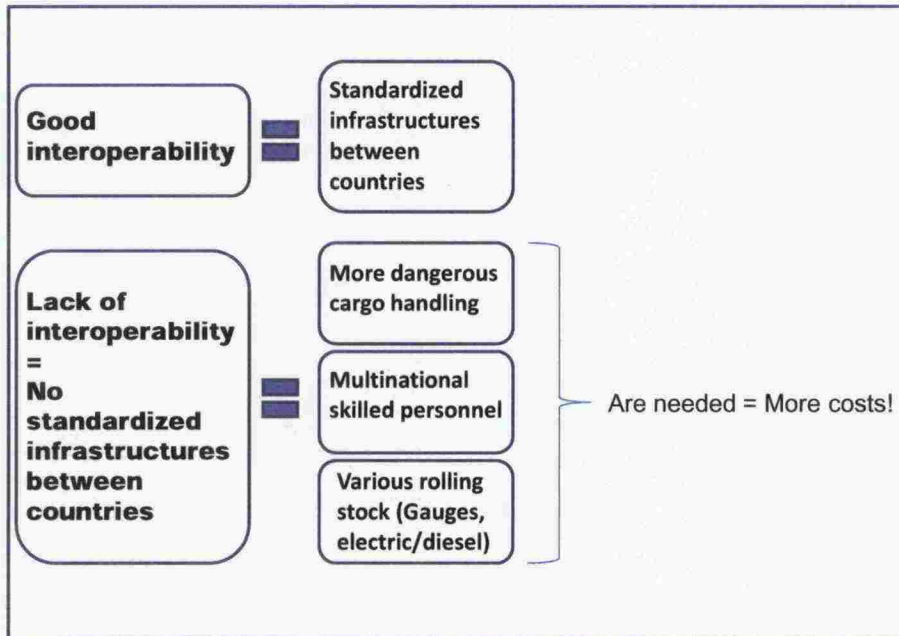 Good
interoperability
Standardized
infrastructures
between
countries
Lack of
interoperability
=
No
standardized
infrastructures
between
countries
More dangerous
cargo handling
Multinational
skilled personnel
Various rolling
stock (Gauges,
electric/diesel)
Are needed = More costs!